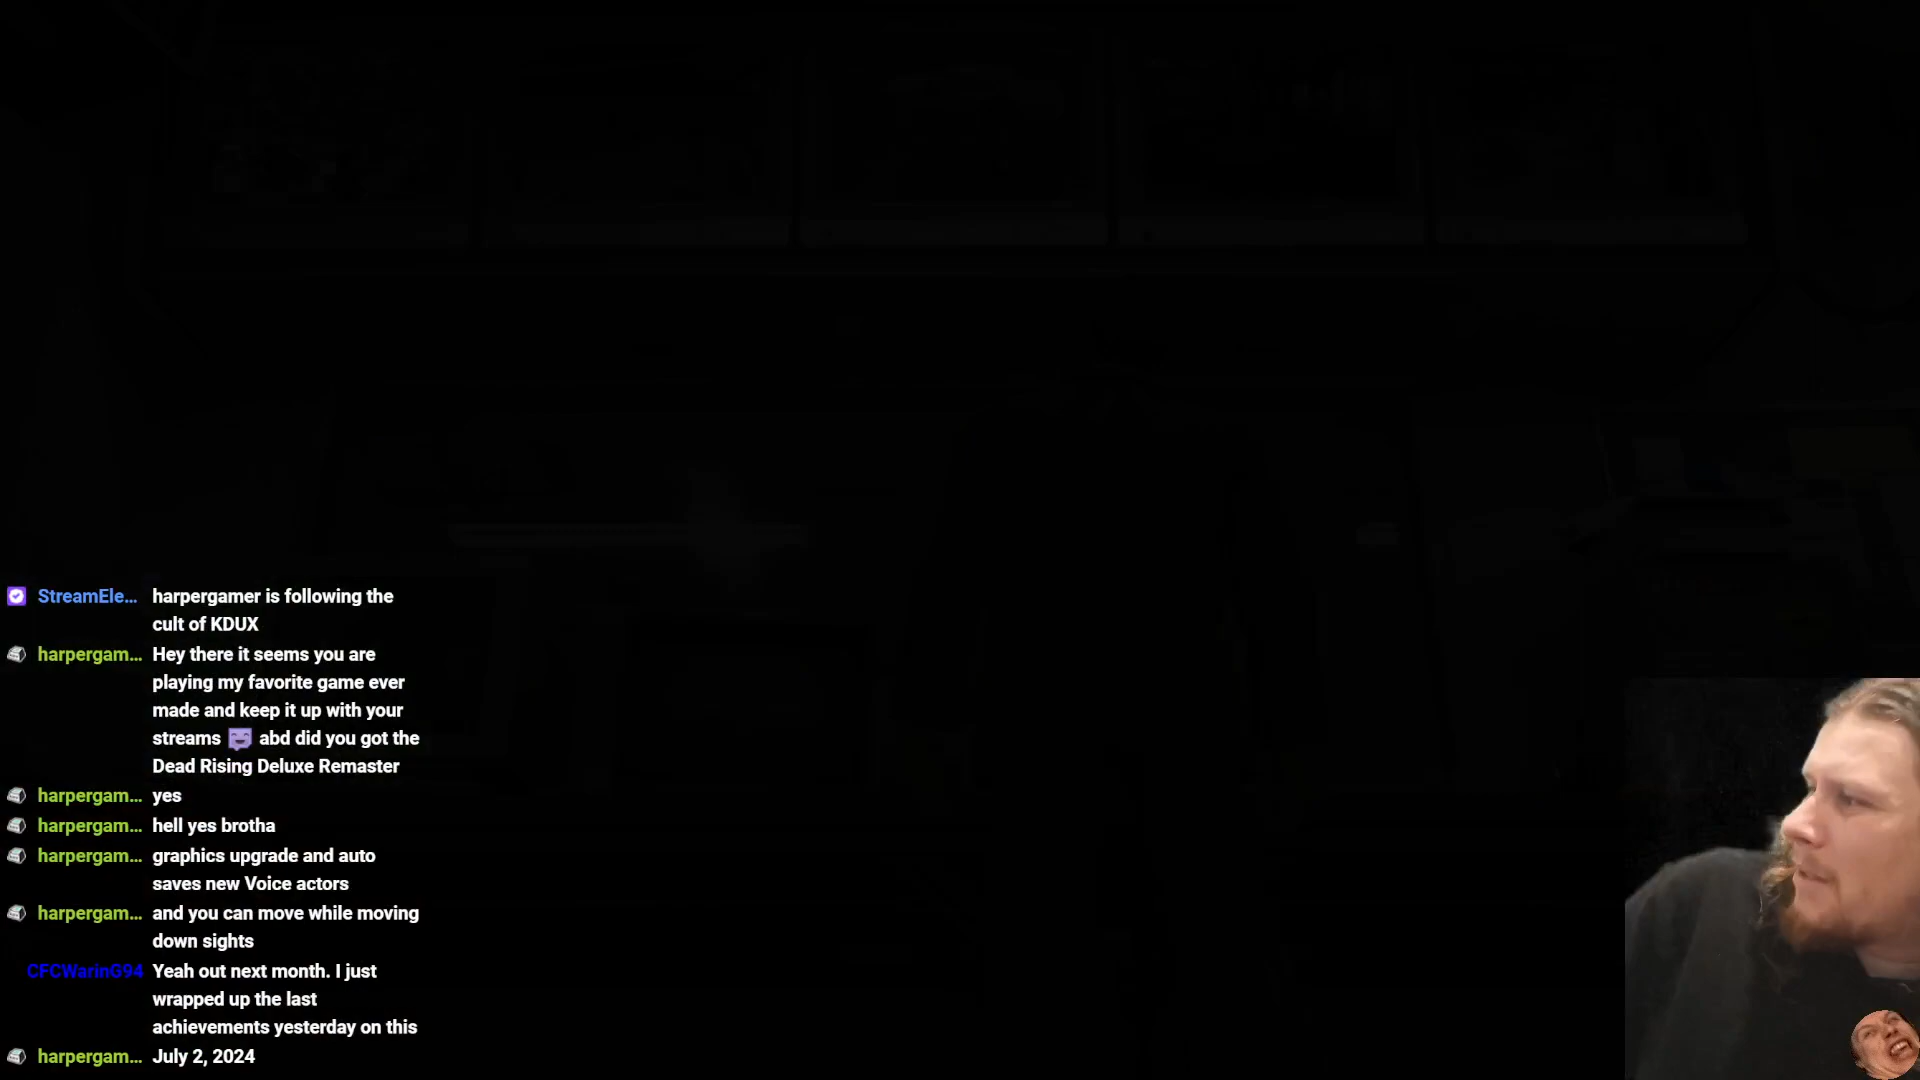 StreamEle... harpergamer is following the
cult of KDUX
harpergam... Hey there it seems you are
playing my favorite game ever
made and keep it up with your
streams abd did you got the
Dead Rising Deluxe Remaster
harpergam... yes
harpergam... hell yes brotha
harpergam... graphics upgrade and auto
saves new Voice actors
harpergam... and you can move while moving
down sights
CFCWarinG94 Yeah out next month. I just
wrapped up the last
achievements yesterday on this
harpergam... July 2, 2024